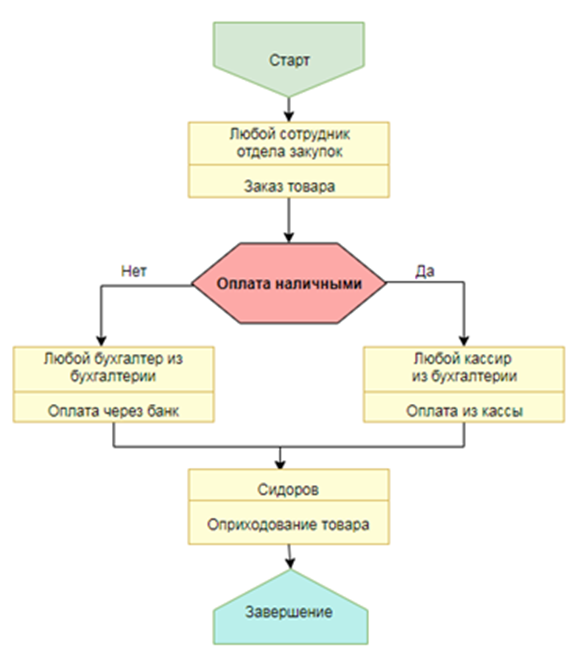 Старт
Любой сотрудник
отдела закупок
Заказ товара
Нет
Оплата наличными
Да
Любой бухгалтер из
бухгалтерии
Оплата через банк
Любой кассир
из бухгалтерии
Оплата из кассы
Сидоров
Оприходование товара
Завершение